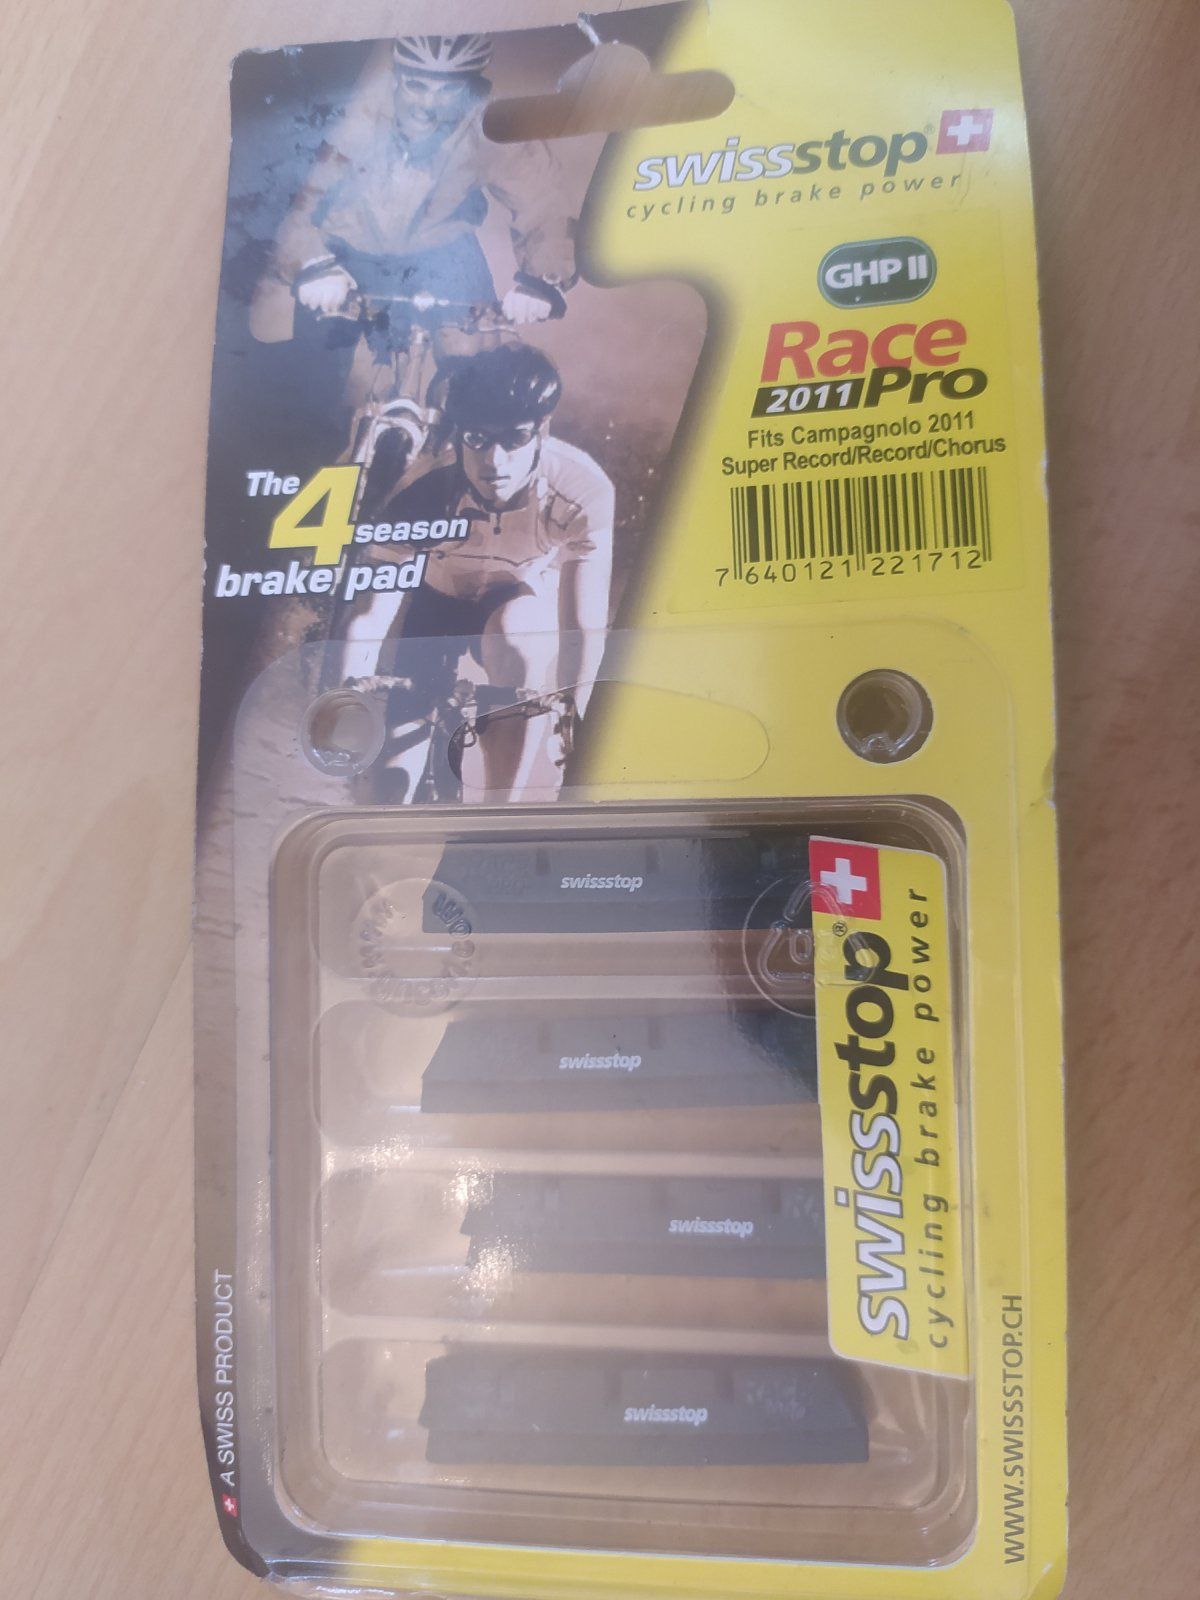 swissstop®
cycling brake power
GHP II
Race
2011 Pro
Fits Campagnolo 2011
Super Record/Record/Chorus
7 640121 221712
The 4 season
brake pad
swissstop
swissstop
swissstop
swissstop
swissstop®
cycling brake power
A SWISS PRODUCT
WWW.SWISSSTOP.CH